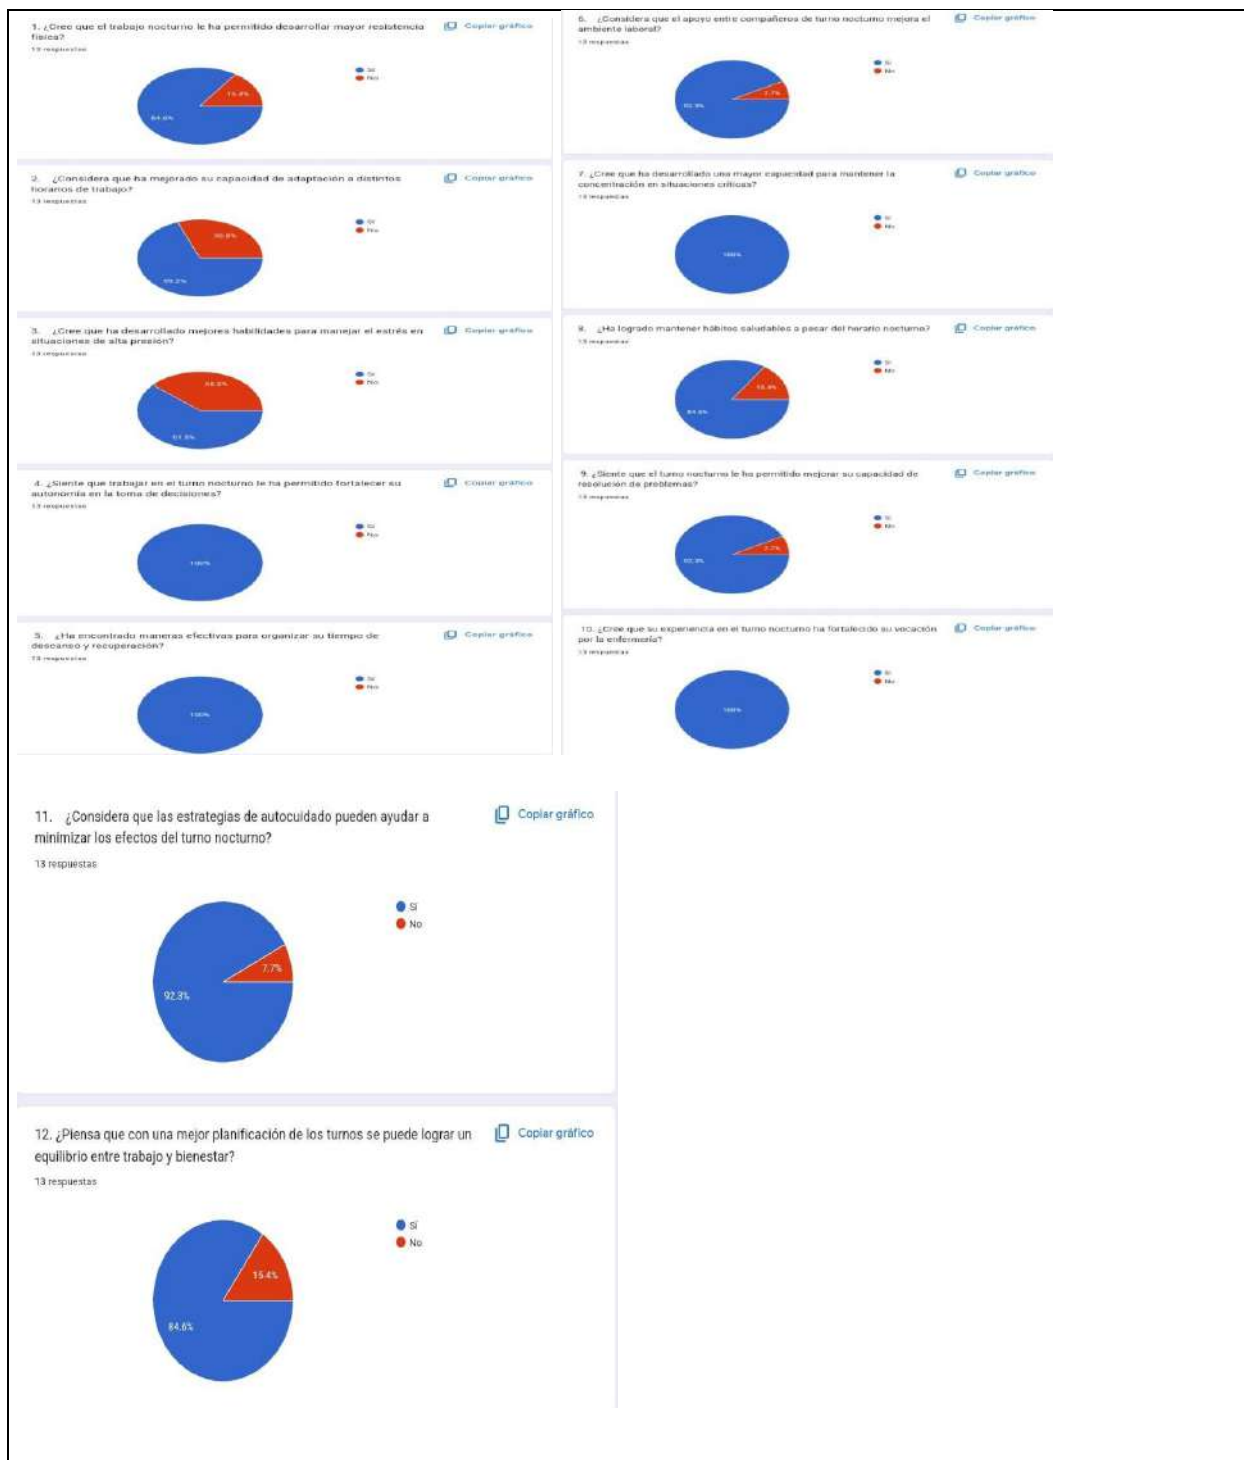 1. ¿Cree que el trabajo nocturno le ha permitido desarrollar mayor resistencia
física?
Copiar gráfico
13 respuestas
Sí
No
15.4%
84.6%
2. ¿Considera que ha mejorado su capacidad de adaptación a distintos
horarios de trabajo?
Copiar gráfico
13 respuestas
Sí
No
30.8%
69.2%
3. ¿Cree que ha desarrollado mejores habilidades para manejar el estrés en
situaciones de alta presión?
Copiar gráfico
13 respuestas
Sí
No
38.5%
61.5%
4. ¿Siente que trabajar en el turno nocturno le ha permitido fortalecer su
autonomía en la toma de decisiones?
Copiar gráfico
13 respuestas
Sí
No
100%
5. ¿Ha encontrado maneras efectivas para organizar su tiempo de
descanso y recuperación?
Copiar gráfico
13 respuestas
Sí
No
100%
6. ¿Considera que el apoyo entre compañeros de turno nocturno mejora el
ambiente laboral?
Copiar gráfico
13 respuestas
Sí
No
7.7%
92.3%
7. ¿Cree que ha desarrollado una mayor capacidad para mantener la
concentración en situaciones críticas?
Copiar gráfico
13 respuestas
Sí
No
100%
8. ¿Ha logrado mantener hábitos saludables a pesar del horario nocturno?
Copiar gráfico
13 respuestas
Sí
No
15.4%
84.6%
9. ¿Siente que el turno nocturno le ha permitido mejorar su capacidad de
resolución de problemas?
Copiar gráfico
13 respuestas
Sí
No
7.7%
92.3%
10. ¿Cree que su experiencia en el turno nocturno ha fortalecido su vocación
por la enfermería?
Copiar gráfico
13 respuestas
Sí
No
100%
11. ¿Considera que las estrategias de autocuidado pueden ayudar a
minimizar los efectos del turno nocturno?
Copiar gráfico
13 respuestas
Sí
No
7.7%
92.3%
12. ¿Piensa que con una mejor planificación de los turnos se puede lograr un
equilibrio entre trabajo y bienestar?
Copiar gráfico
13 respuestas
Sí
No
15.4%
84.6%